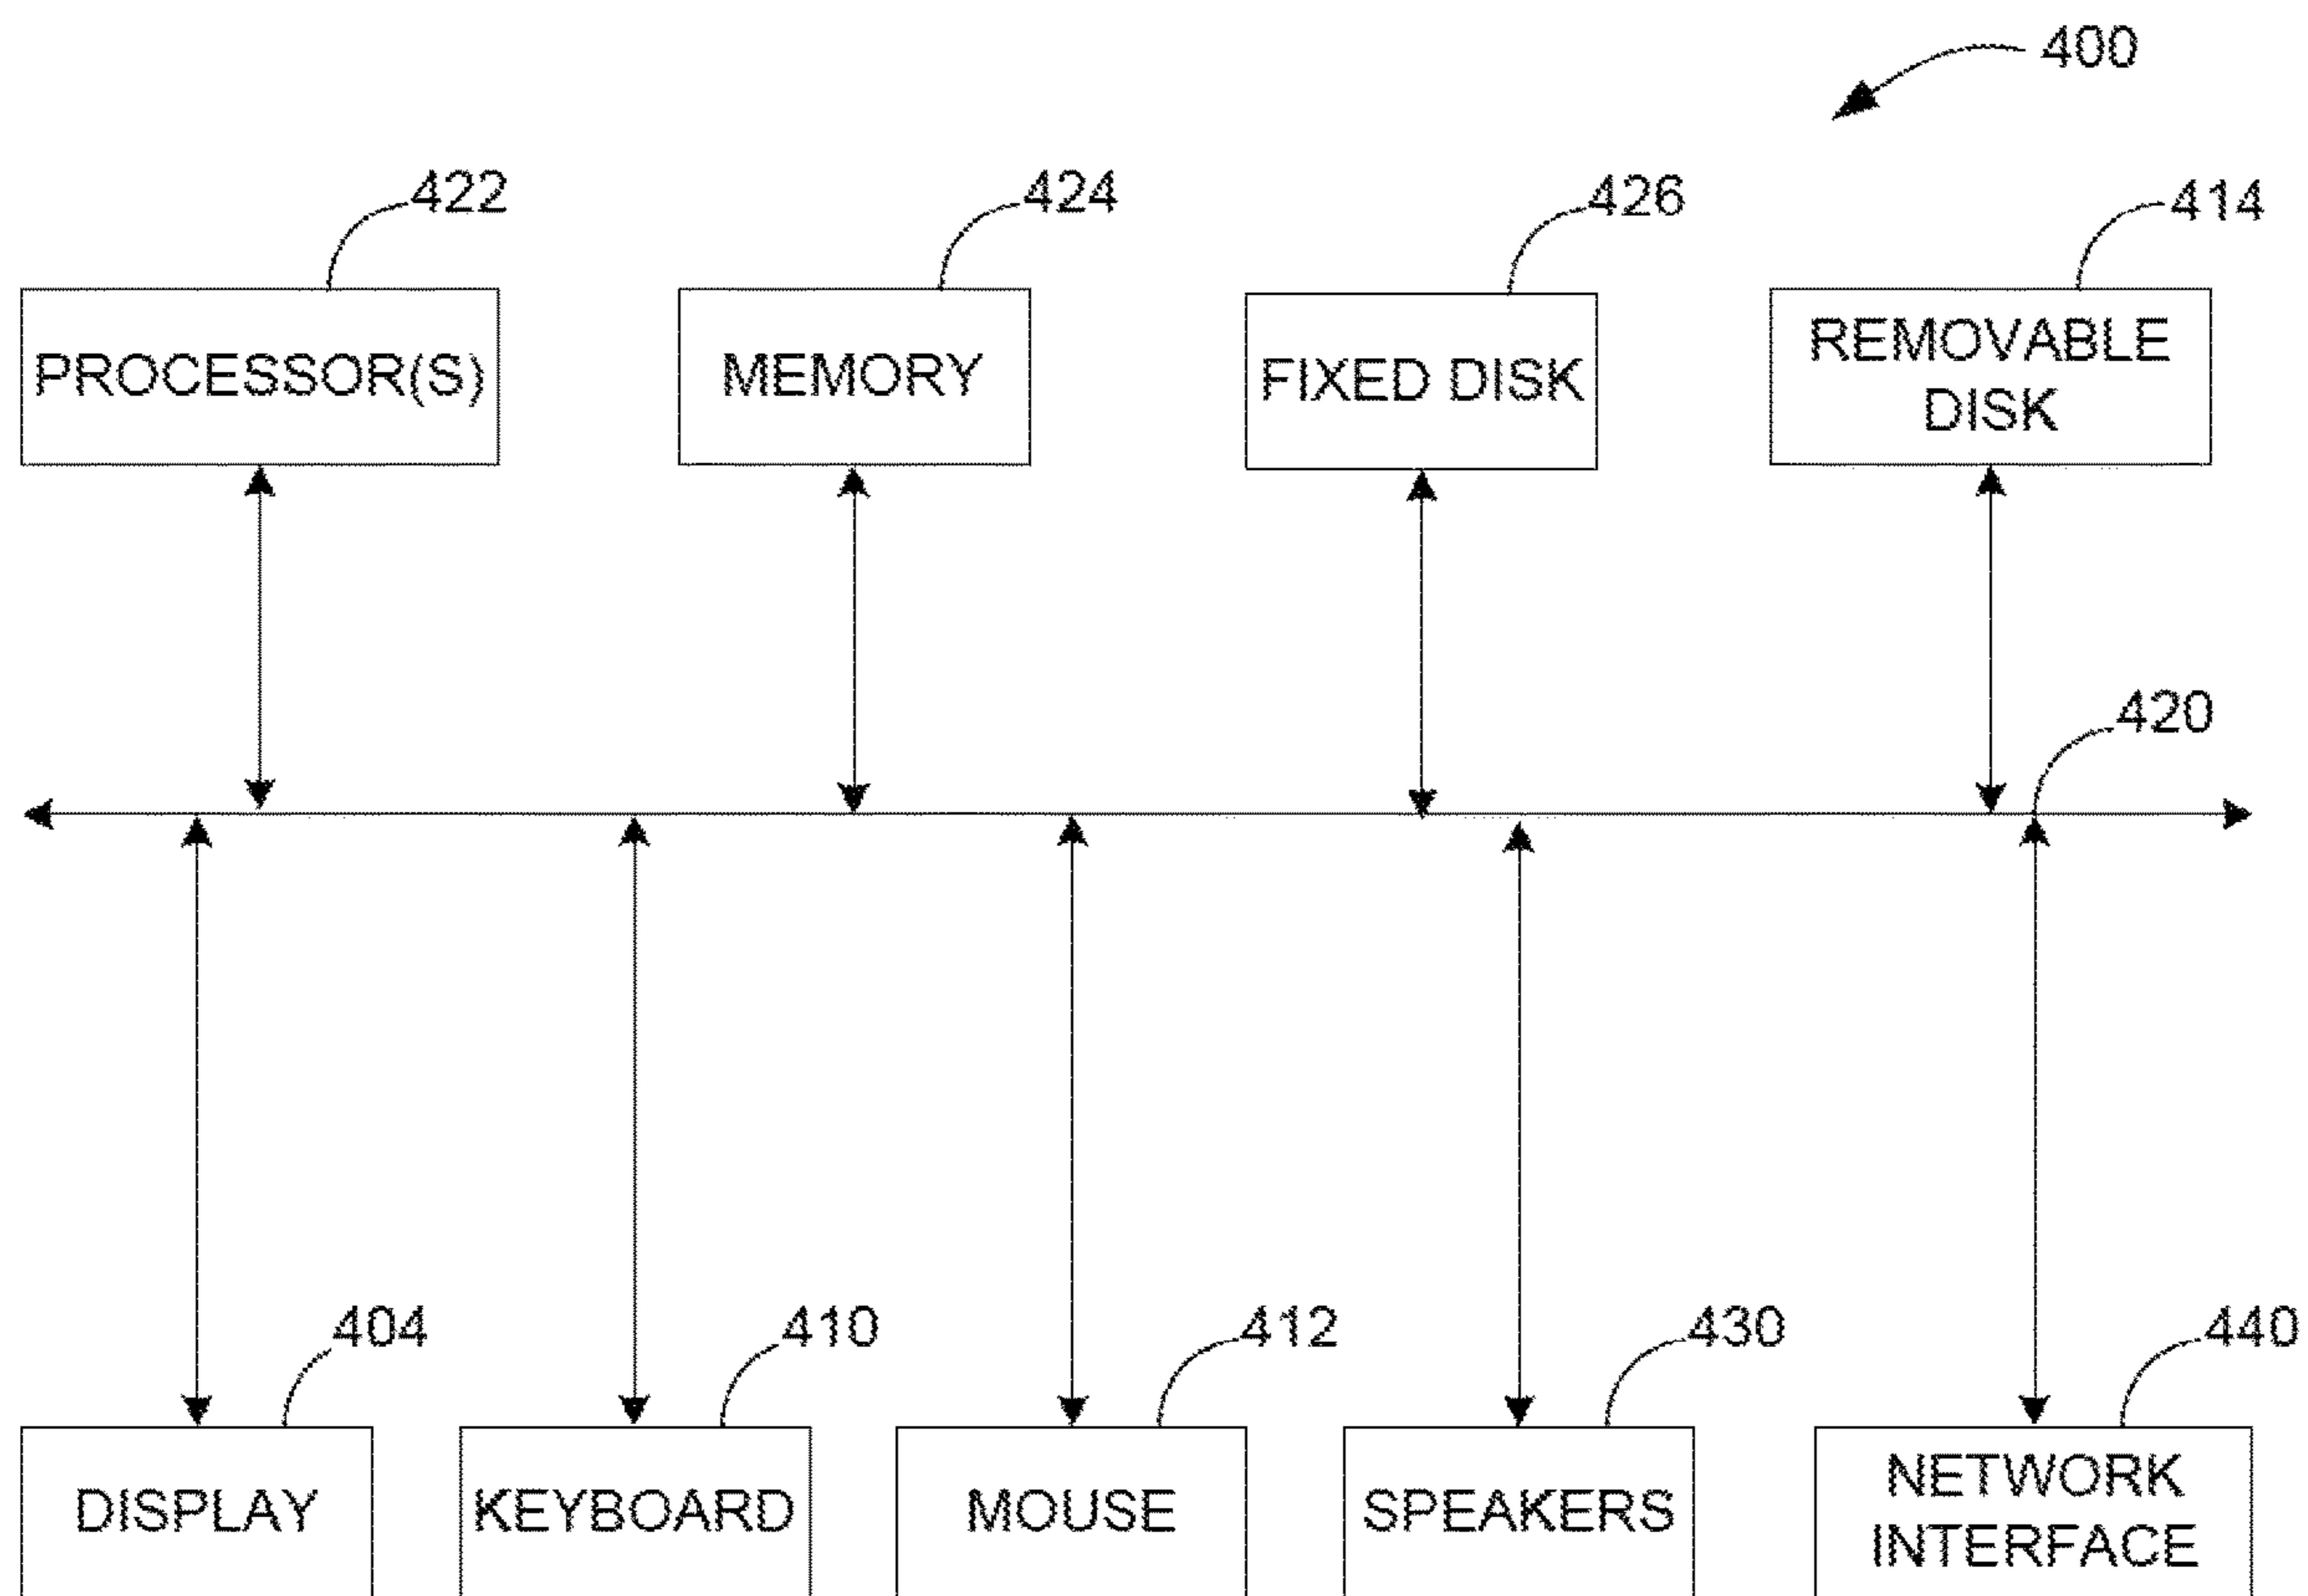 400
422
424
426
414
PROCESSOR(S)
MEMORY
FIXED DISK
REMOVABLE
DISK
420
404
410
412
430
440
DISPLAY
KEYBOARD
MOUSE
SPEAKERS
NETWORK
INTERFACE